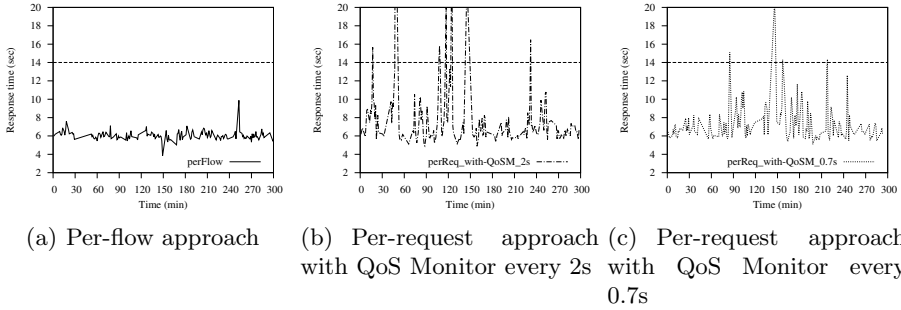 20
18
16
14
12
10
8
6
4
2
Response time (sec)
perFlow
0 30 60 90 120 150 180 210 240 270 300
Time (min)
(a) Per-flow approach
20
18
16
14
12
10
8
6
4
2
Response time (sec)
perReq_with-QoSM_2s
0 30 60 90 120 150 180 210 240 270 300
Time (min)
(b) Per-request approach
with QoS Monitor every 2s
20
18
16
14
12
10
8
6
4
2
Response time (sec)
perReq_with-QoSM_0.7s
0 30 60 90 120 150 180 210 240 270 300
Time (min)
(c) Per-request approach
with QoS Monitor every
0.7s